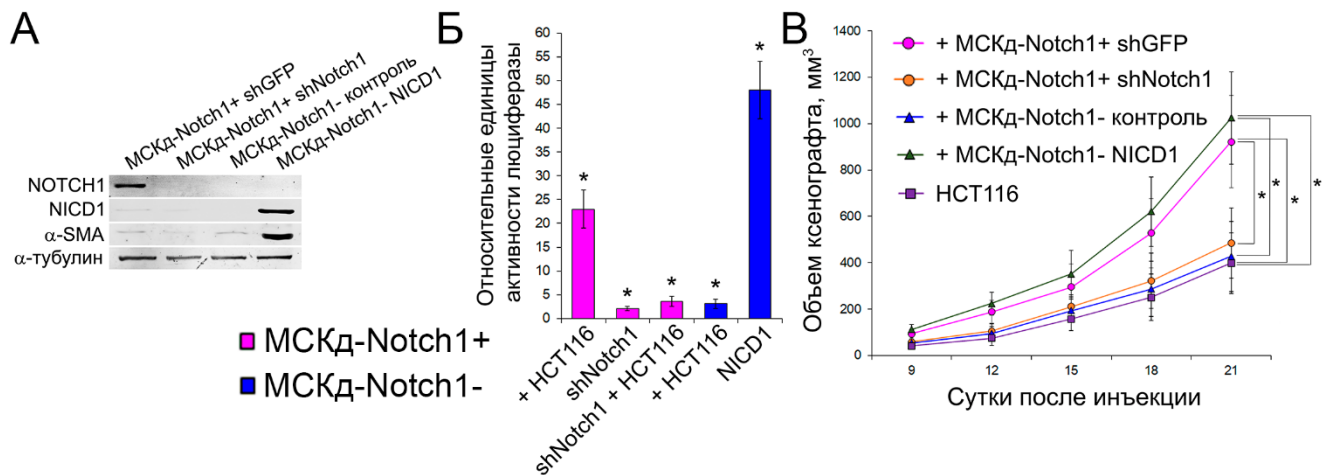 А
МСКд-Notch1+ shGFP
МСКд-Notch1+ shNotch1
МСКд-Notch1- контроль
МСКд-Notch1- NICD1
NOTCH1
NICD1
α-SMA
α-тубулин
МСКд-Notch1+
МСКд-Notch1-
Б
Относительные единицы
активности люциферазы
60
55
50
45
40
35
30
25
20
15
10
5
0
*
*
*
*
*
+ HCT116
shNotch1
shNotch1 + HCT116
+ HCT116
NICD1
В
Объем ксенографта, мм³
1400
1200
1000
800
600
400
200
0
+ МСКд-Notch1+ shGFP
+ МСКд-Notch1+ shNotch1
+ МСКд-Notch1- контроль
+ МСКд-Notch1- NICD1
HCT116
*
*
*
*
9
12
15
18
21
Сутки после инъекции